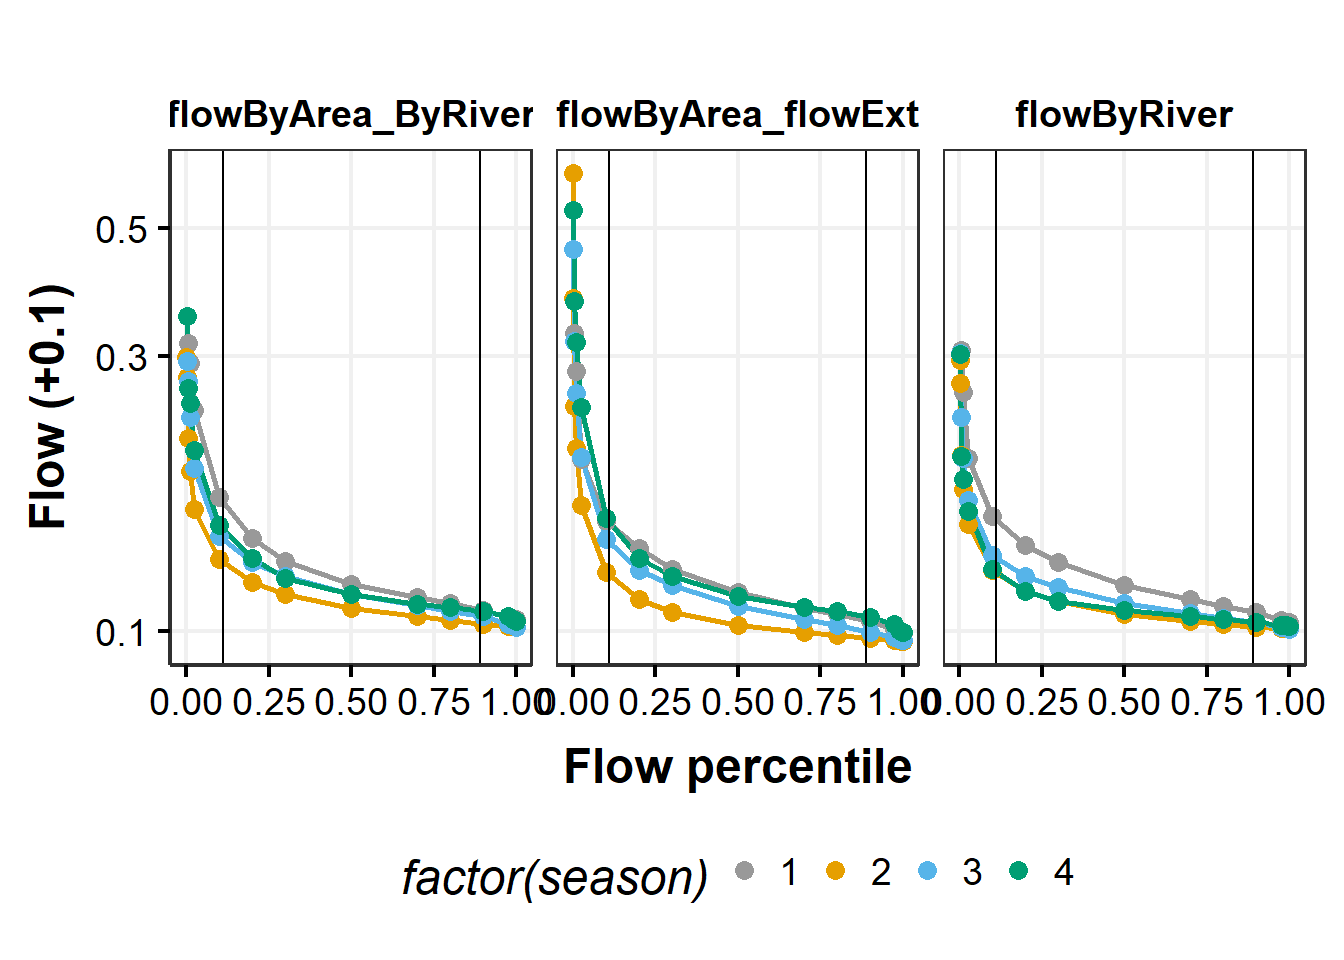 flowByArea_ByRiver flowByArea_flowExt flowByRiver
Flow (+0.1)
0.5
0.3
0.1
0.00 0.25 0.50 0.75 1.00 0.00 0.25 0.50 0.75 1.00 0.00 0.25 0.50 0.75 1.00
Flow percentile
factor(season) 1 2 3 4